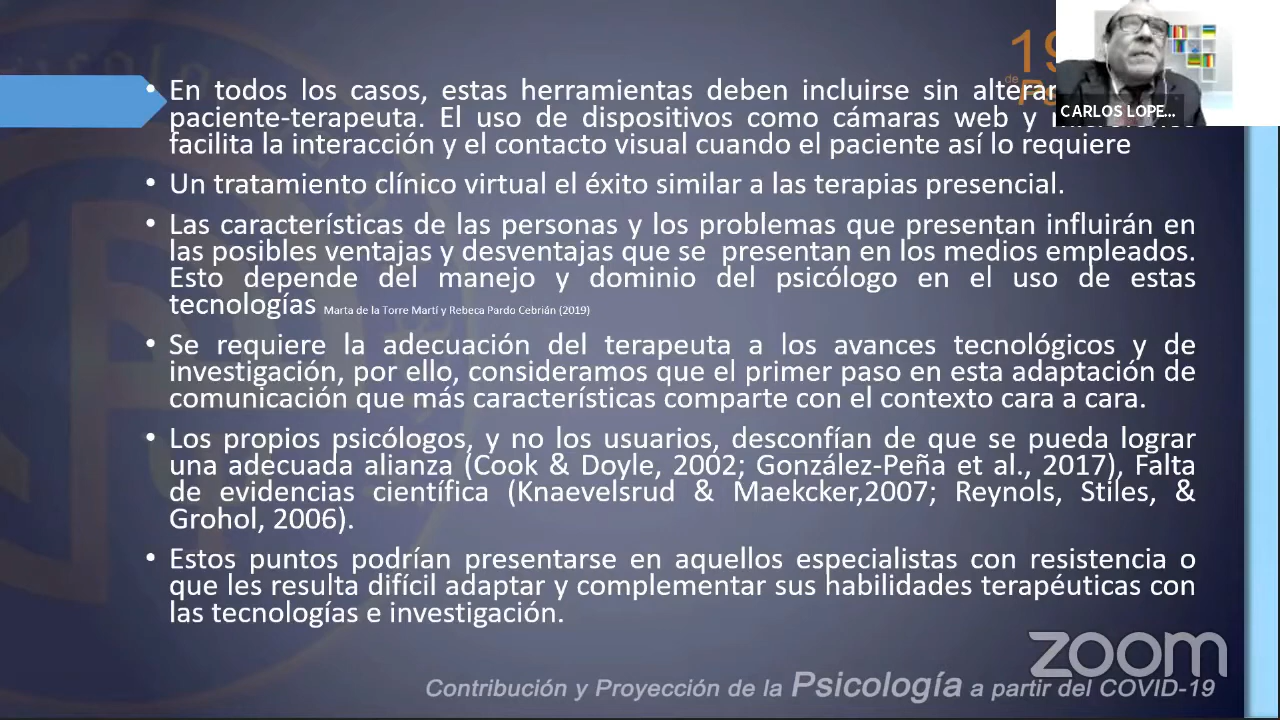 19
de
CARLOS LOPE...
• En todos los casos, estas herramientas deben incluirse sin alterar
paciente-terapeuta. El uso de dispositivos como cámaras web y
facilita la interacción y el contacto visual cuando el paciente así lo requiere
• Un tratamiento clínico virtual el éxito similar a las terapias presencial.
• Las características de las personas y los problemas que presentan influirán en
las posibles ventajas y desventajas que se presentan en los medios empleados.
Esto depende del manejo y dominio del psicólogo en el uso de estas
tecnologías Marta de la Torre Martí y Rebeca Pardo Cebrián (2019)
• Se requiere la adecuación del terapeuta a los avances tecnológicos y de
investigación, por ello, consideramos que el primer paso en esta adaptación de
comunicación que más características comparte con el contexto cara a cara.
• Los propios psicólogos, y no los usuarios, desconfían de que se pueda lograr
una adecuada alianza (Cook & Doyle, 2002; González-Peña et al., 2017), Falta
de evidencias científica (Knaevelsrud & Maekcker,2007; Reynols, Stiles, &
Grohol, 2006).
• Estos puntos podrían presentarse en aquellos especialistas con resistencia o
que les resulta difícil adaptar y complementar sus habilidades terapéuticas con
las tecnologías e investigación.
zoom
Contribución y Proyección de la Psicología a partir del COVID-19